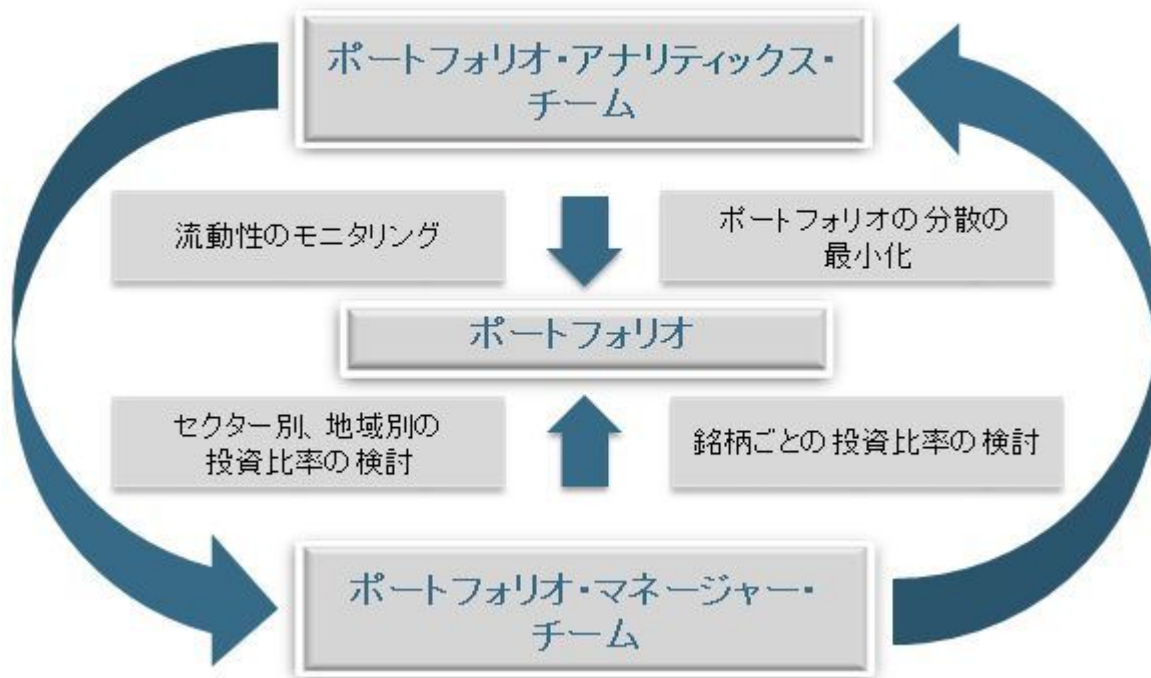 ポートフォリオ・アナリティックス・
チーム
流動性のモニタリング
ポートフォリオの分散の
最小化
ポートフォリオ
セクター別、地域別の
投資比率の検討
銘柄ごとの投資比率の検討
ポートフォリオ・マネージャー・
チーム